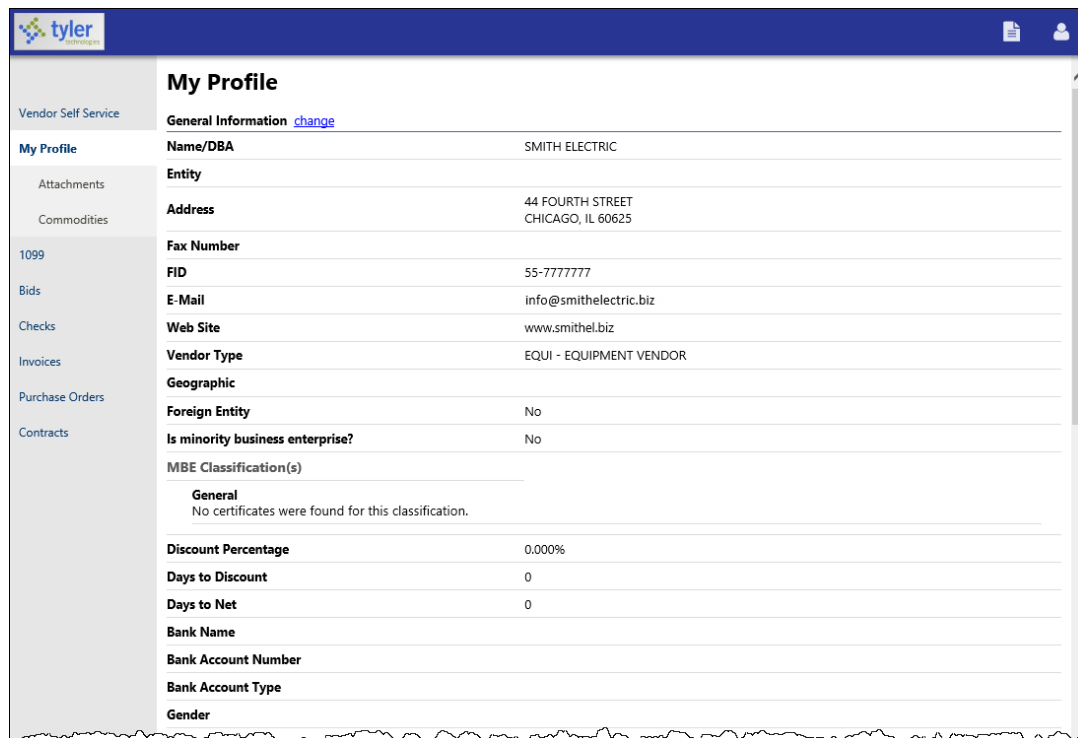 tyler
technologies
My Profile
Vendor Self Service
My Profile
Attachments
Commodities
1099
Bids
Checks
Invoices
Purchase Orders
Contracts
General Information change
Name/DBA SMITH ELECTRIC
Entity
Address 44 FOURTH STREET
CHICAGO, IL 60625
Fax Number
FID 55-7777777
E-Mail info@smithelectric.biz
Web Site www.smithel.biz
Vendor Type EQUI - EQUIPMENT VENDOR
Geographic
Foreign Entity No
Is minority business enterprise? No
MBE Classification(s)
General
No certificates were found for this classification.
Discount Percentage 0.000%
Days to Discount 0
Days to Net 0
Bank Name
Bank Account Number
Bank Account Type
Gender